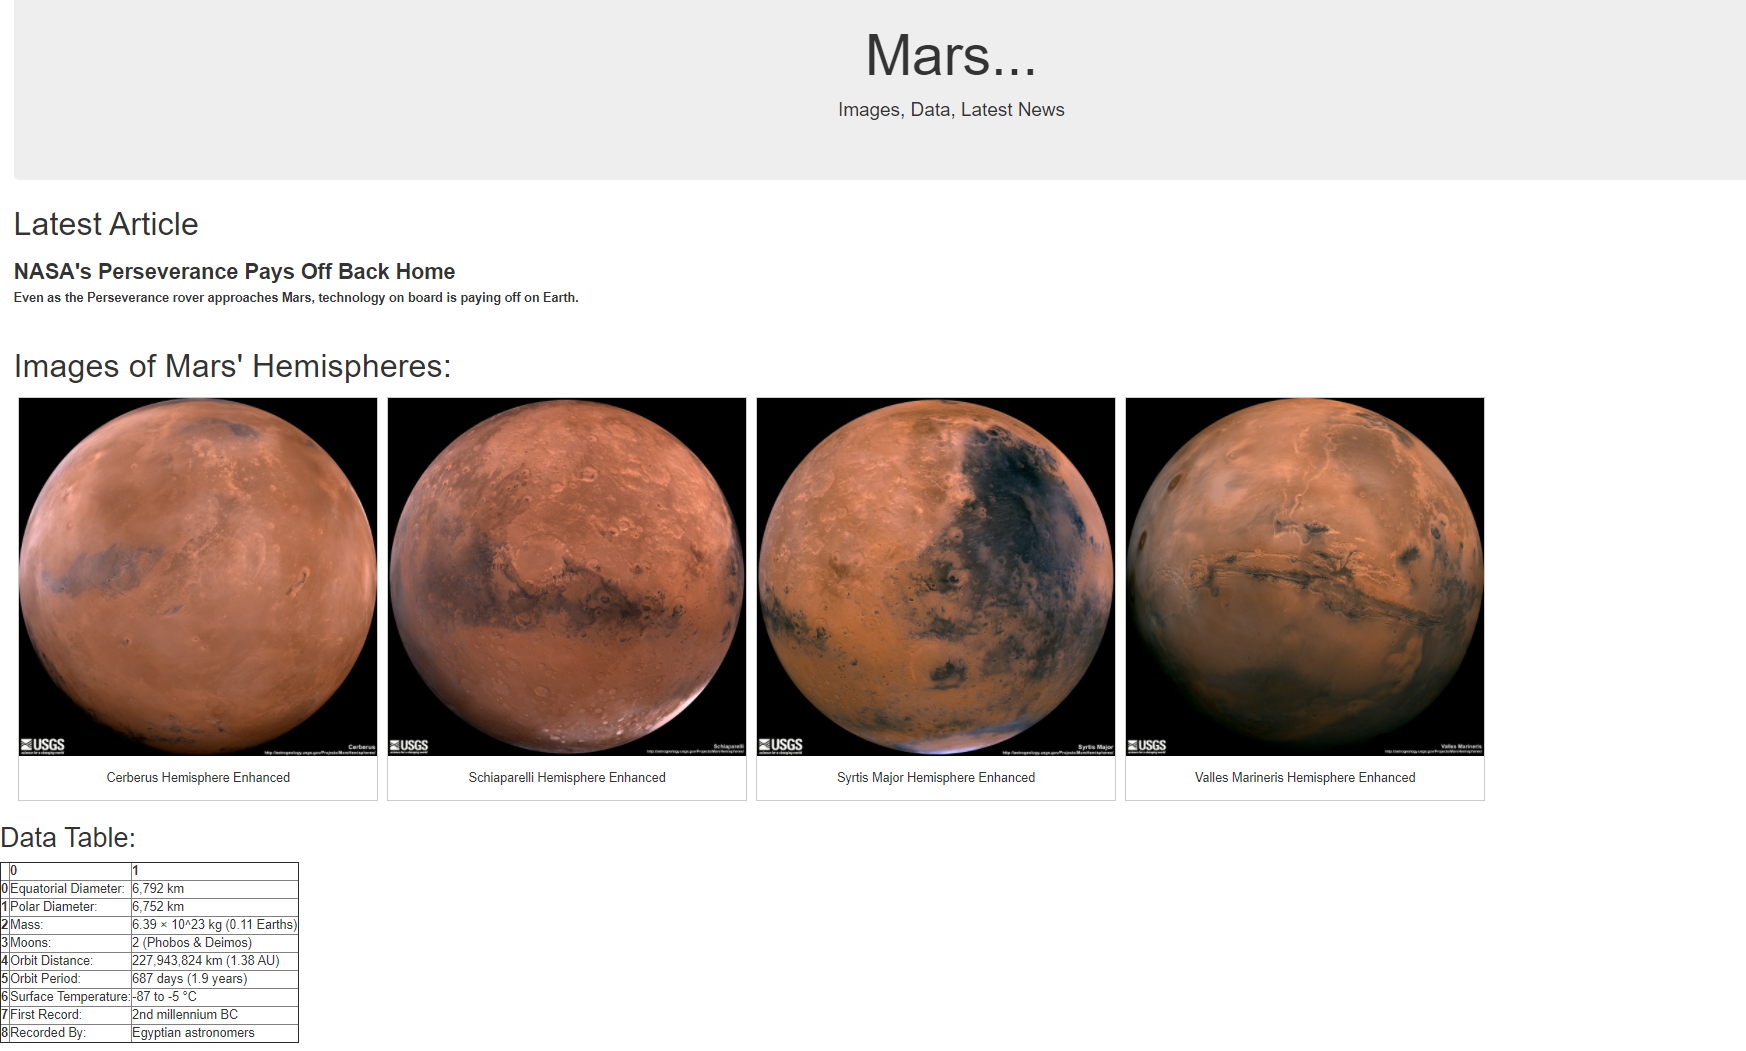 Mars...
Images, Data, Latest News
Latest Article
NASA's Perseverance Pays Off Back Home
Even as the Perseverance rover approaches Mars, technology on board is paying off on Earth.
Images of Mars' Hemispheres:
USGS
Cerberus
USGS
Schiaparelli
USGS
Syrtis Major
USGS
Valles Marineris
Cerberus Hemisphere Enhanced
Schiaparelli Hemisphere Enhanced
Syrtis Major Hemisphere Enhanced
Valles Marineris Hemisphere Enhanced
Data Table:
0 1
0 Equatorial Diameter: 6,792 km
1 Polar Diameter: 6,752 km
2 Mass: 6.39 × 10^23 kg (0.11 Earths)
3 Moons: 2 (Phobos & Deimos)
4 Orbit Distance: 227,943,824 km (1.38 AU)
5 Orbit Period: 687 days (1.9 years)
6 Surface Temperature: -87 to -5 °C
7 First Record: 2nd millennium BC
8 Recorded By: Egyptian astronomers